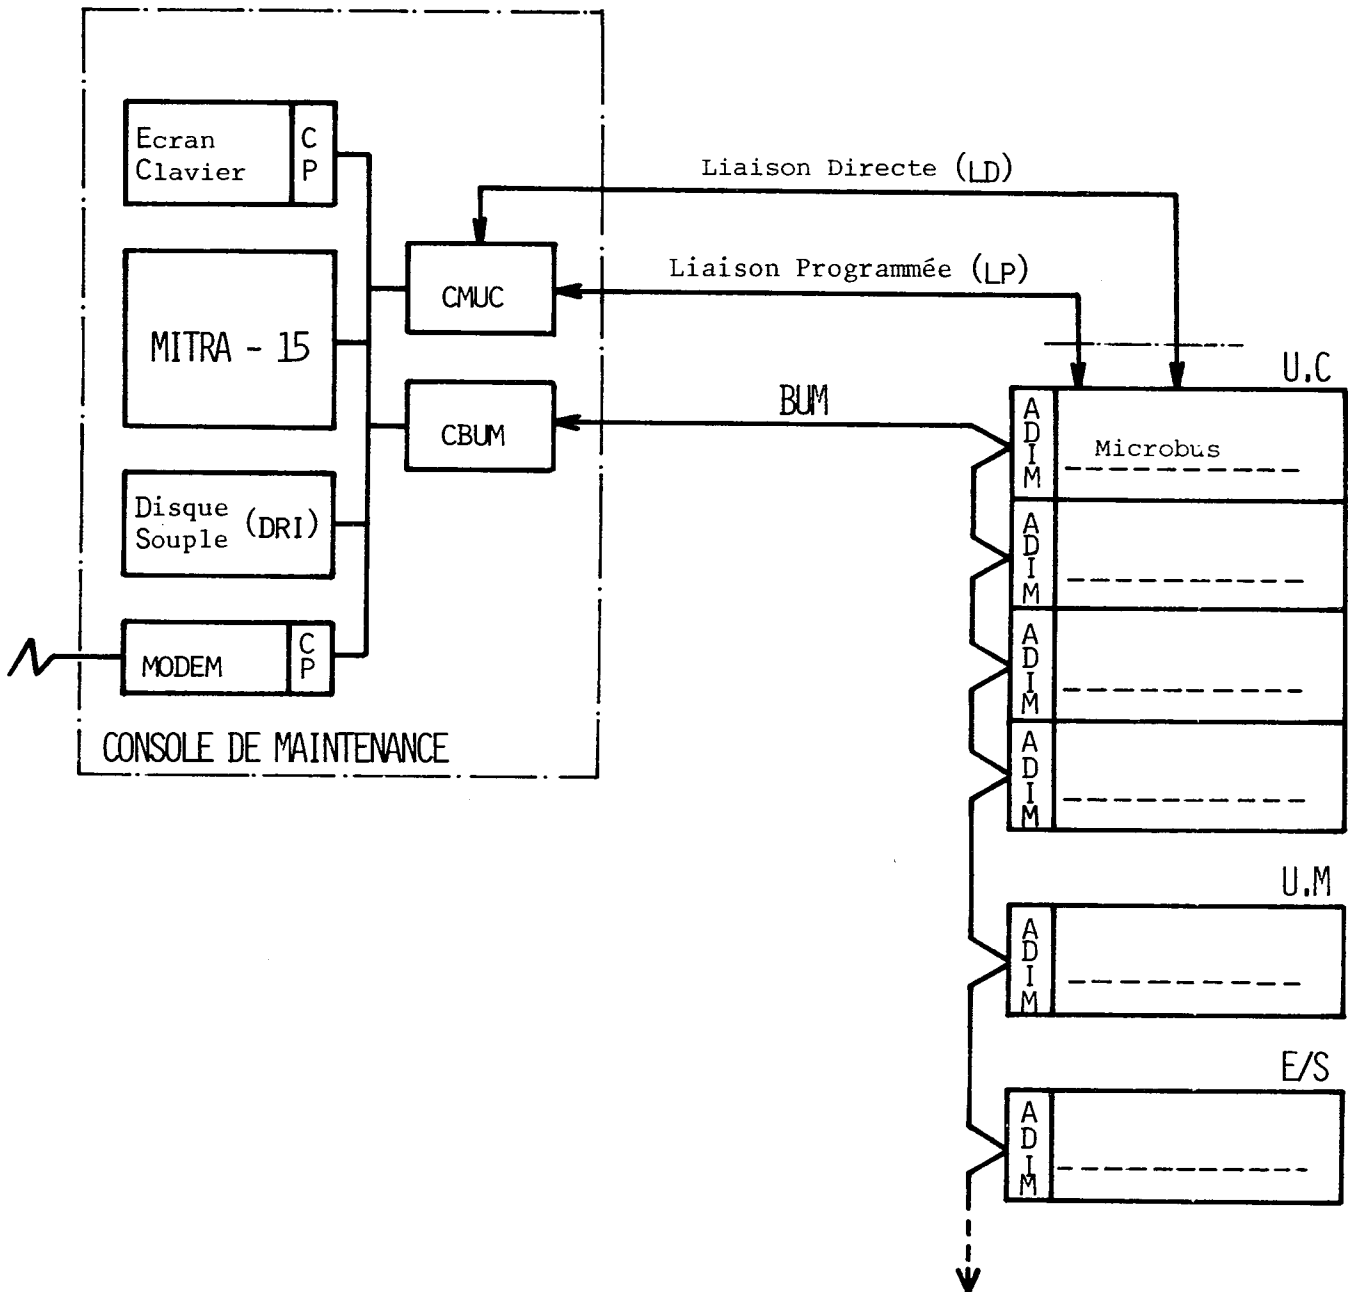 Ecran
Clavier
C
P
MITRA - 15
Disque
Souple (DRI)
MODEM
C
P
CONSOLE DE MAINTENANCE
CMUC
CBUM
Liaison Directe (LD)
Liaison Programmée (LP)
BUM
U.C
A
D
I
M
Microbus
A
D
I
M
A
D
I
M
A
D
I
M
U.M
A
D
I
M
E/S
A
D
I
M